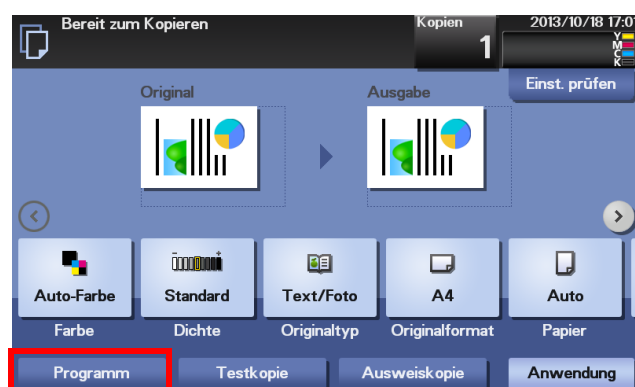 Bereit zum Kopieren
Kopien
1
2013/10/18 17:0
Y
M
C
K
Einst. prüfen
Original
Ausgabe
Auto-Farbe
Standard
Text/Foto
A4
Auto
Farbe
Dichte
Originaltyp
Originalformat
Papier
Programm
Testkopie
Ausweiskopie
Anwendung